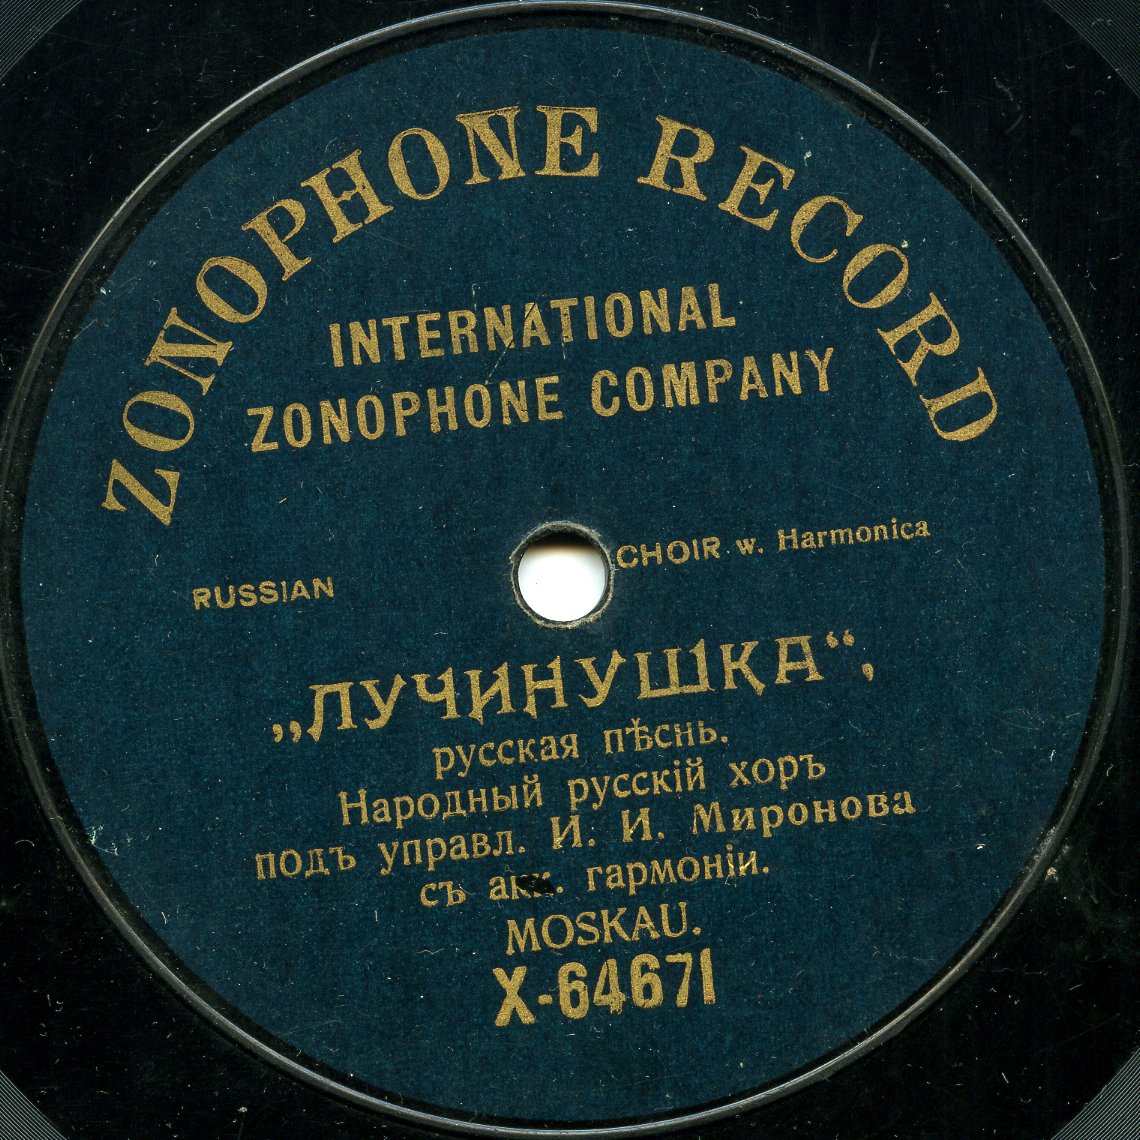 ZONOPHONE RECORD
INTERNATIONAL
ZONOPHONE COMPANY
RUSSIAN CHOIR w. Harmonica
„ЛУЧИНУШКА“,
русская пѣснь.
Народный русскій хоръ
подъ управл. И. И. Миронова
съ акк. гармоніи.
MOSKAU.
X-64671